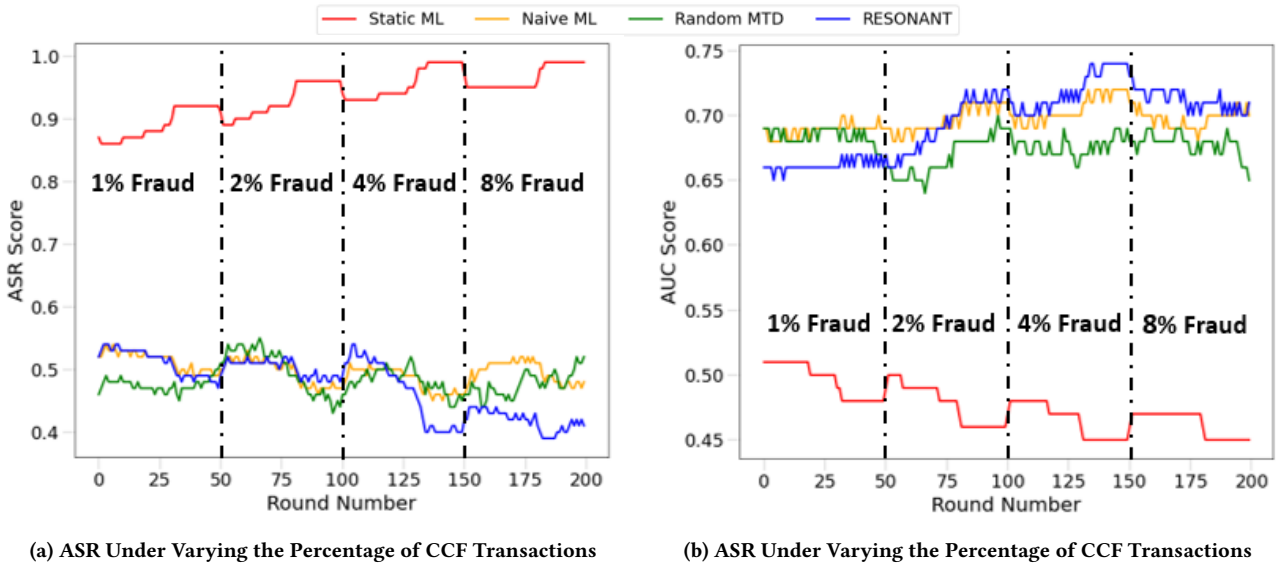 Static ML Naive ML Random MTD RESONANT
1.0
0.9
0.8
0.7
0.6
0.5
0.4
ASR Score
1% Fraud 2% Fraud 4% Fraud 8% Fraud
0 25 50 75 100 125 150 175 200
Round Number
(a) ASR Under Varying the Percentage of CCF Transactions
0.75
0.70
0.65
0.60
0.55
0.50
0.45
AUC Score
1% Fraud 2% Fraud 4% Fraud 8% Fraud
0 25 50 75 100 125 150 175 200
Round Number
(b) ASR Under Varying the Percentage of CCF Transactions